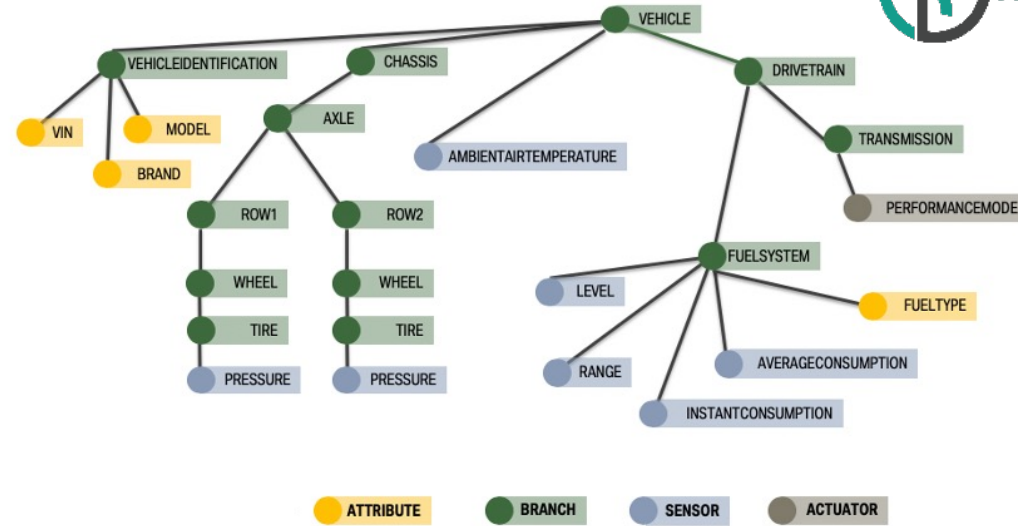 VEHICLE
VEHICLEIDENTIFICATION
CHASSIS
DRIVETRAIN
VIN
MODEL
BRAND
AXLE
AMBIENTAIRTEMPERATURE
TRANSMISSION
PERFORMANCEMODE
ROW1
ROW2
WHEEL
WHEEL
TIRE
TIRE
PRESSURE
PRESSURE
FUELSYSTEM
LEVEL
FUELTYPE
RANGE
AVERAGECONSUMPTION
INSTANTCONSUMPTION
ATTRIBUTE
BRANCH
SENSOR
ACTUATOR